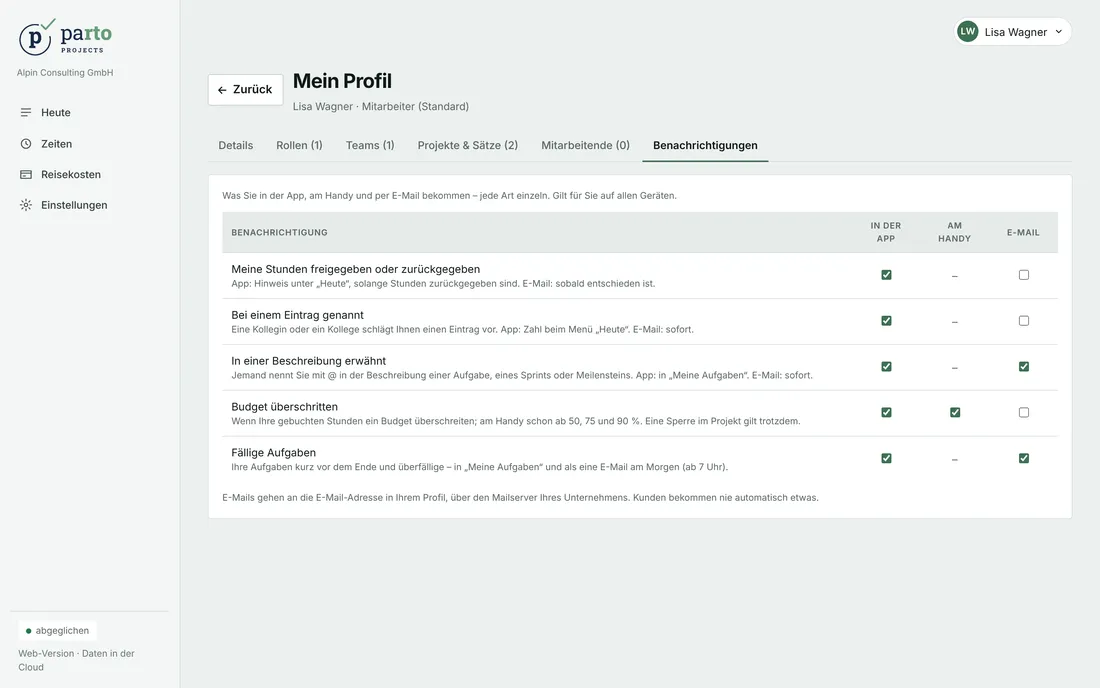 parto
PROJECTS
Alpin Consulting GmbH
Heute
Zeiten
Reisekosten
Einstellungen
abgeglichen
Web-Version · Daten in der
Cloud
LW Lisa Wagner
← Zurück
Mein Profil
Lisa Wagner · Mitarbeiter (Standard)
Details Rollen (1) Teams (1) Projekte & Sätze (2) Mitarbeitende (0) Benachrichtigungen
Was Sie in der App, am Handy und per E-Mail bekommen – jede Art einzeln. Gilt für Sie auf allen Geräten.
BENACHRICHTIGUNG IN DER APP AM HANDY E-MAIL
Meine Stunden freigegeben oder zurückgegeben
App: Hinweis unter „Heute“, solange Stunden zurückgegeben sind. E-Mail: sobald entschieden ist.
–
Bei einem Eintrag genannt
Eine Kollegin oder ein Kollege schlägt Ihnen einen Eintrag vor. App: Zahl beim Menü „Heute“. E-Mail: sofort.
–
In einer Beschreibung erwähnt
Jemand nennt Sie mit @ in der Beschreibung einer Aufgabe, eines Sprints oder Meilensteins. App: in „Meine Aufgaben“. E-Mail: sofort.
–
Budget überschritten
Wenn Ihre gebuchten Stunden ein Budget überschreiten; am Handy schon ab 50, 75 und 90 %. Eine Sperre im Projekt gilt trotzdem.
Fällige Aufgaben
Ihre Aufgaben kurz vor dem Ende und überfällige – in „Meine Aufgaben“ und als eine E-Mail am Morgen (ab 7 Uhr).
–
E-Mails gehen an die E-Mail-Adresse in Ihrem Profil, über den Mailserver Ihres Unternehmens. Kunden bekommen nie automatisch etwas.